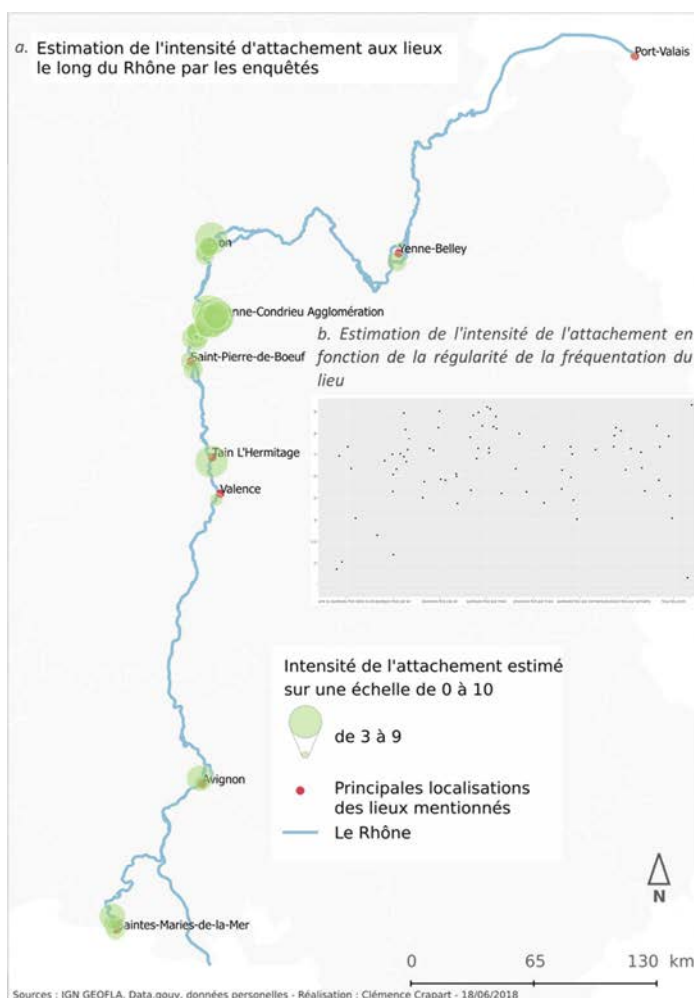 a. Estimation de l'intensité d'attachement aux lieux
le long du Rhône par les enquêtés
Port-Valais
Yenne-Belley
nne-Condrieu Agglomération
b. Estimation de l'intensité de l'attachement en
fonction de la régularité de la fréquentation du
lieu
Saint-Pierre-de-Boeuf
Tain L'Hermitage
Valence
Intensité de l'attachement estimé
sur une échelle de 0 à 10
de 3 à 9
Avignon
Principales localisations
des lieux mentionnés
Le Rhône
N
Saintes-Maries-de-la-Mer
0 65 130 km
Sources : IGN GEOFLA, Data.gouv, données personelles - Réalisation : Clémence Crapart - 18/06/2018